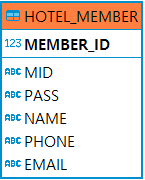 HOTEL_MEMBER
123 MEMBER_ID
ABC MID
ABC PASS
ABC NAME
ABC PHONE
ABC EMAIL